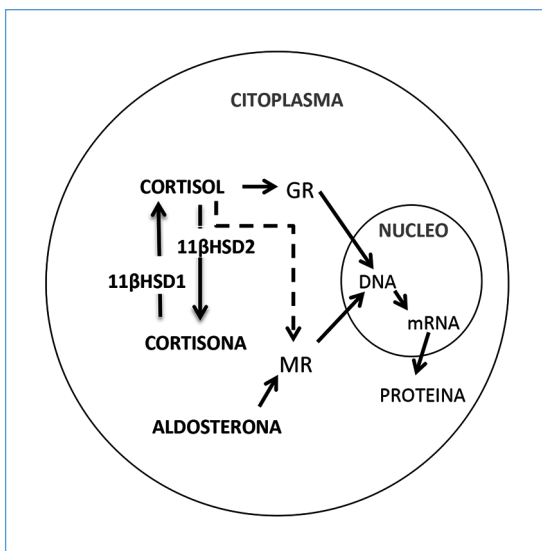 CITOPLASMA
CORTISOL
GR
NUCLEO
11βHSD2
11βHSD1
DNA
mRNA
CORTISONA
MR
PROTEINA
ALDOSTERONA